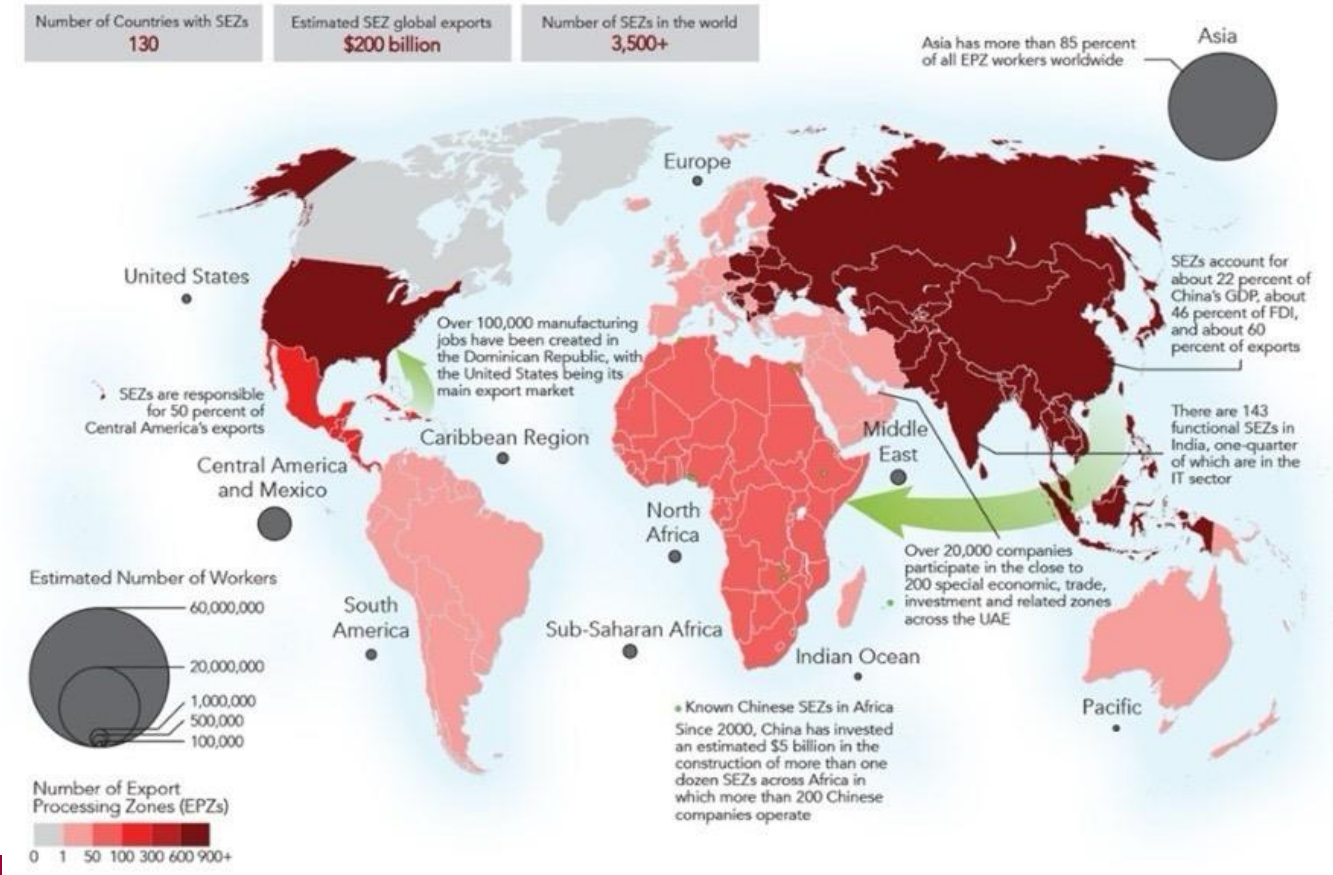 Number of Countries with SEZs
130
Estimated SEZ global exports
$200 billion
Number of SEZs in the world
3,500+
Asia has more than 85 percent
of all EPZ workers worldwide
Asia
Europe
United States
SEZs account for
about 22 percent of
China's GDP, about
46 percent of FDI,
and about 60
percent of exports
Over 100,000 manufacturing
jobs have been created in
the Dominican Republic, with
the United States being its
main export market
SEZs are responsible
for 50 percent of
Central America's exports
There are 143
functional SEZs in
India, one-quarter
of which are in the
IT sector
Caribbean Region
Middle
East
Central America
and Mexico
North
Africa
Over 20,000 companies
participate in the close to
200 special economic, trade,
investment and related zones
across the UAE
Estimated Number of Workers
60,000,000
20,000,000
1,000,000
500,000
100,000
South
America
Sub-Saharan Africa
Indian Ocean
Pacific
Known Chinese SEZs in Africa
Since 2000, China has invested
an estimated $5 billion in the
construction of more than one
dozen SEZs across Africa in
which more than 200 Chinese
companies operate
Number of Export
Processing Zones (EPZs)
0 1 50 100 300 600 900+